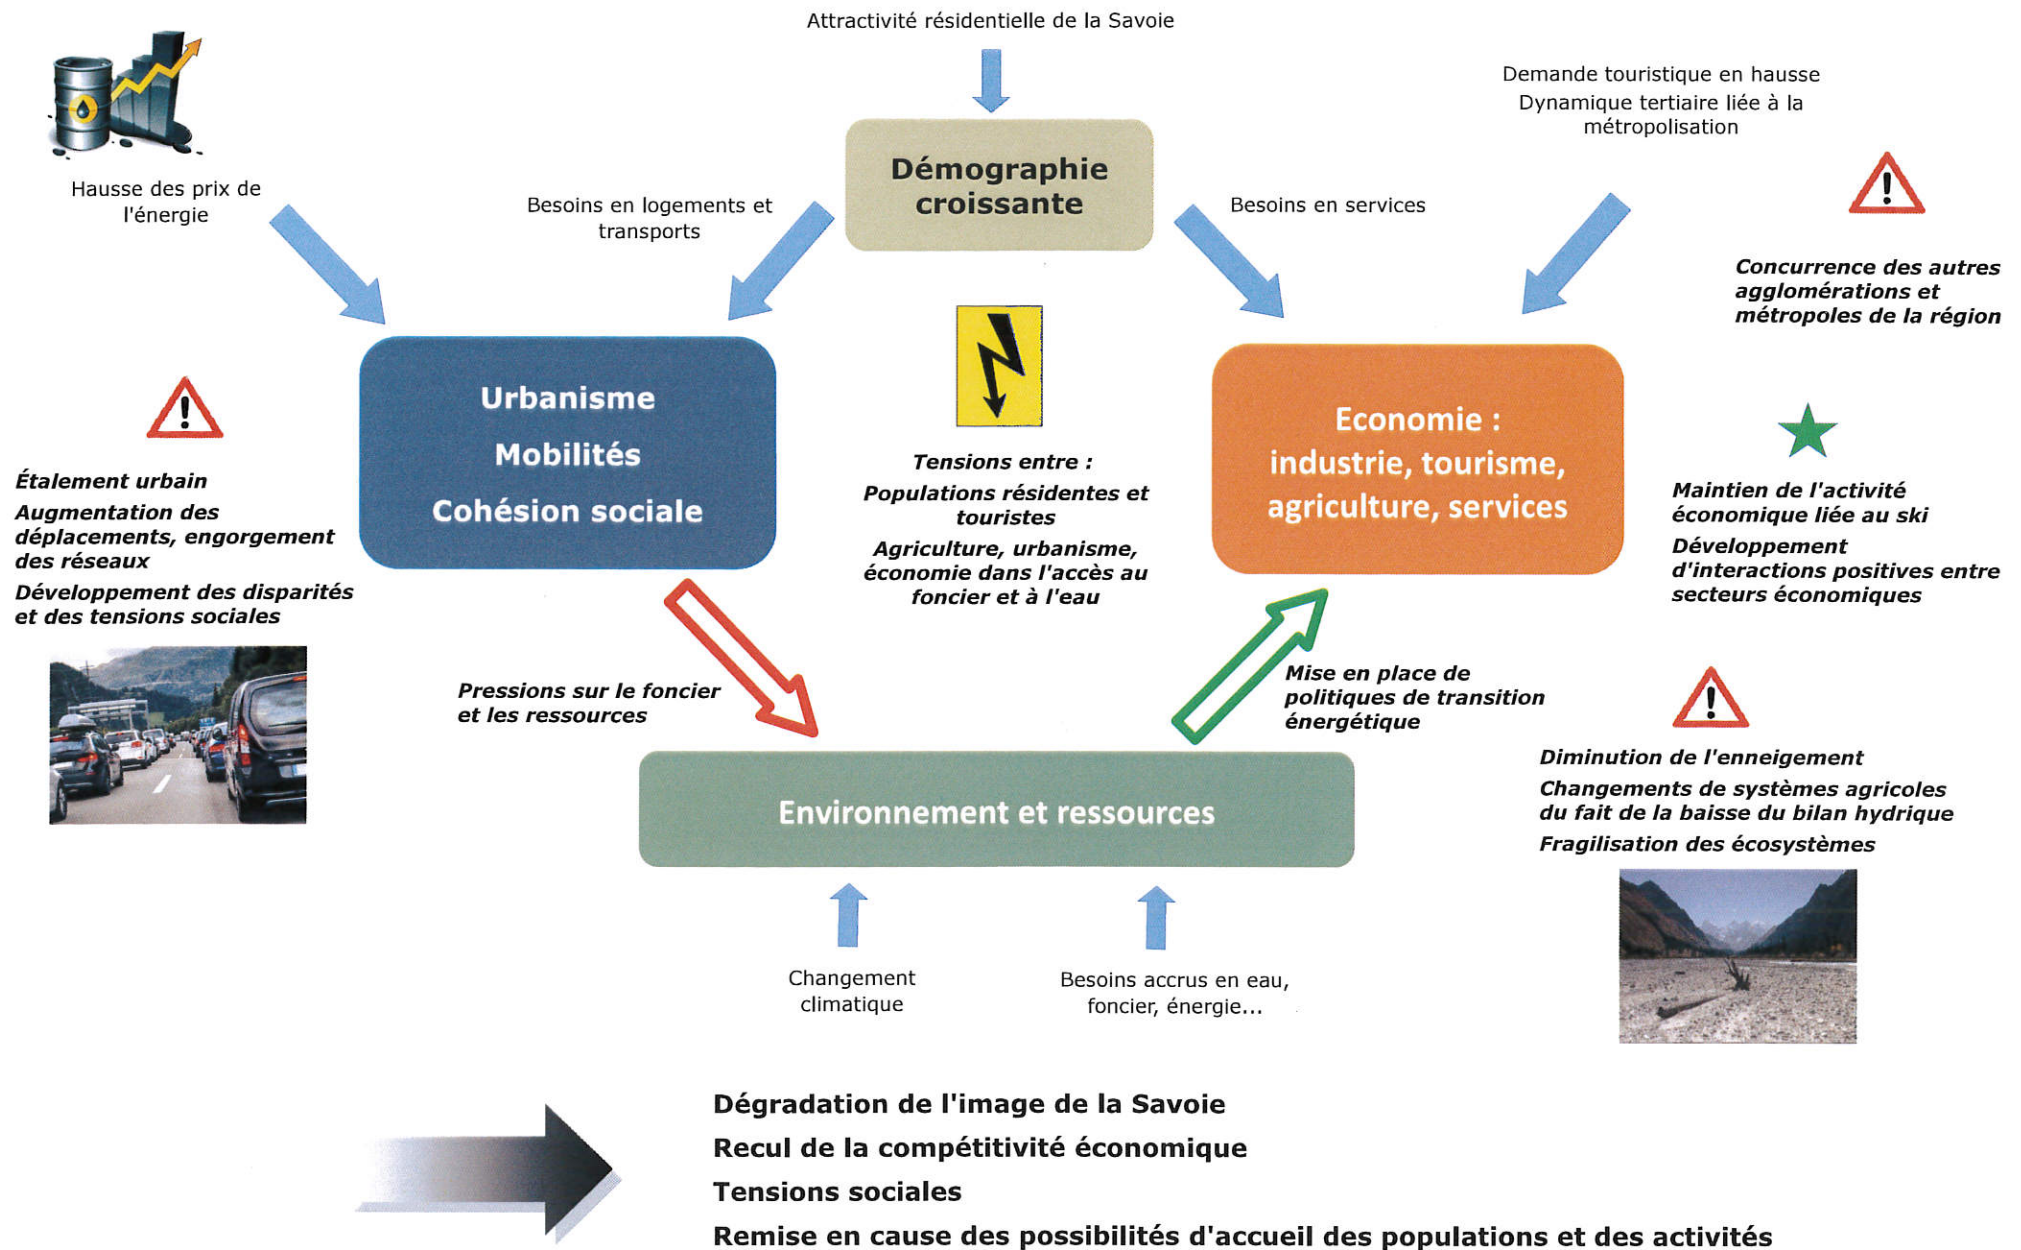 Attractivité résidentielle de la Savoie
Demande touristique en hausse
Dynamique tertiaire liée à la
métropolisation
Démographie
croissante
Hausse des prix de
l'énergie
Besoins en logements et
transports
Besoins en services
Concurrence des autres
agglomérations et
métropoles de la région
Urbanisme
Mobilités
Cohésion sociale
Economie :
industrie, tourisme,
agriculture, services
Étalement urbain
Augmentation des
déplacements, engorgement
des réseaux
Développement des disparités
et des tensions sociales
Tensions entre :
Populations résidentes et
touristes
Agriculture, urbanisme,
économie dans l'accès au
foncier et à l'eau
Maintien de l'activité
économique liée au ski
Développement
d'interactions positives entre
secteurs économiques
Pressions sur le foncier
et les ressources
Mise en place de
politiques de transition
énergétique
Diminution de l'enneigement
Changements de systèmes agricoles
du fait de la baisse du bilan hydrique
Fragilisation des écosystèmes
Environnement et ressources
Changement
climatique
Besoins accrus en eau,
foncier, énergie...
Dégradation de l'image de la Savoie
Recul de la compétitivité économique
Tensions sociales
Remise en cause des possibilités d'accueil des populations et des activités